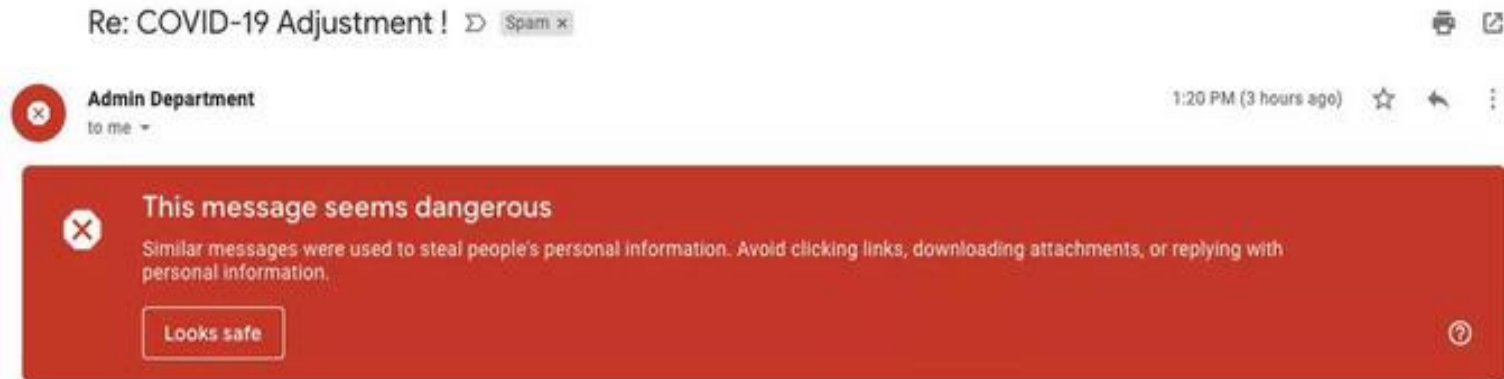 Re: COVID-19 Adjustment ! Spam ×
Admin Department 1:20 PM (3 hours ago)
to me
This message seems dangerous
Similar messages were used to steal people's personal information. Avoid clicking links, downloading attachments, or replying with
personal information.
Looks safe